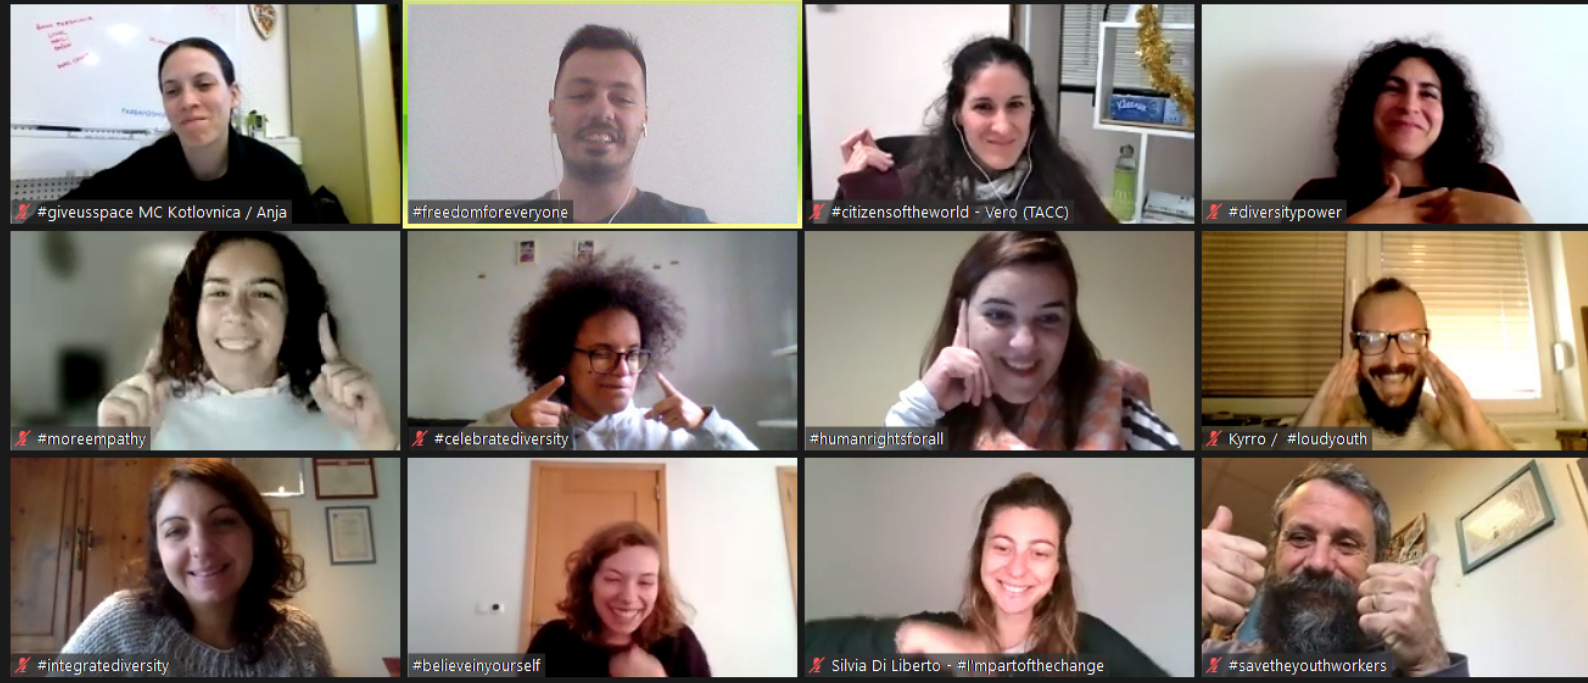 #giveusspace MC Kotlovnica / Anja
#freedomforeveryone
Kleenex
#citizensoftheworld - Vero (TACC)
#diversitypower
#moreempathy
#celebratediversity
#humanrightsforall
Kyrro / #loudyouth
#integratediversity
#believeinyourself
Silvia Di Liberto - #I'mpartofthechange
#savetheyouthworkers